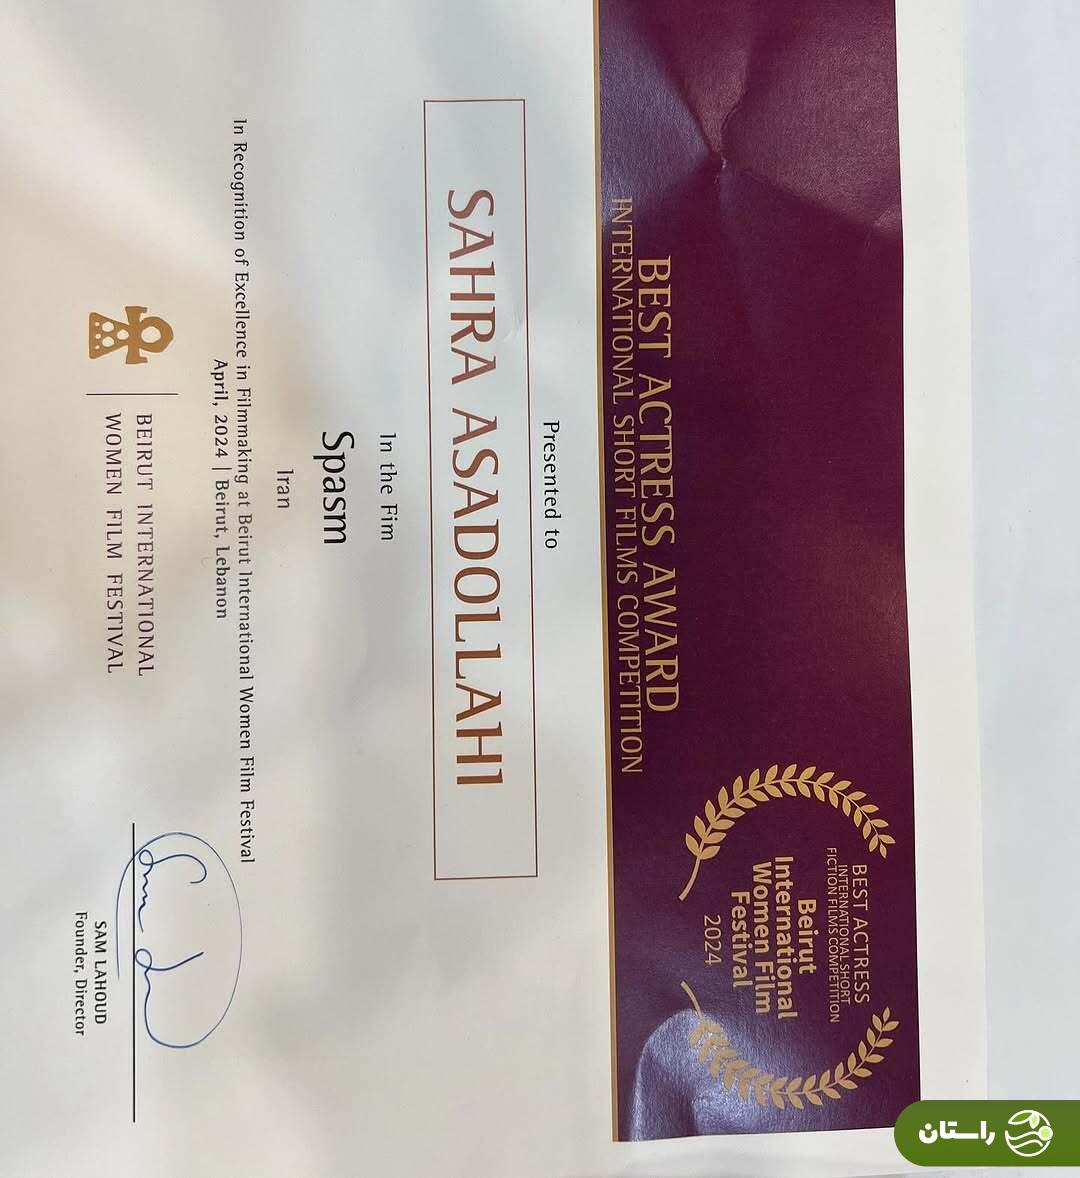 BEST ACTRESS AWARD
INTERNATIONAL SHORT FILMS COMPETITION
BEST ACTRESS
INTERNATIONAL SHORT
FICTION FILMS COMPETITION
Beirut
International
Women Film
Festival
2024
Presented to
SAHRA ASADOLLAHI
In the Fim
Spasm
Iran
In Recognition of Excellence in Filmmaking at Beirut International Women Film Festival
April, 2024 | Beirut, Lebanon
BEIRUT INTERNATIONAL
WOMEN FILM FESTIVAL
SAM LAHOUD
Founder, Director
راستان